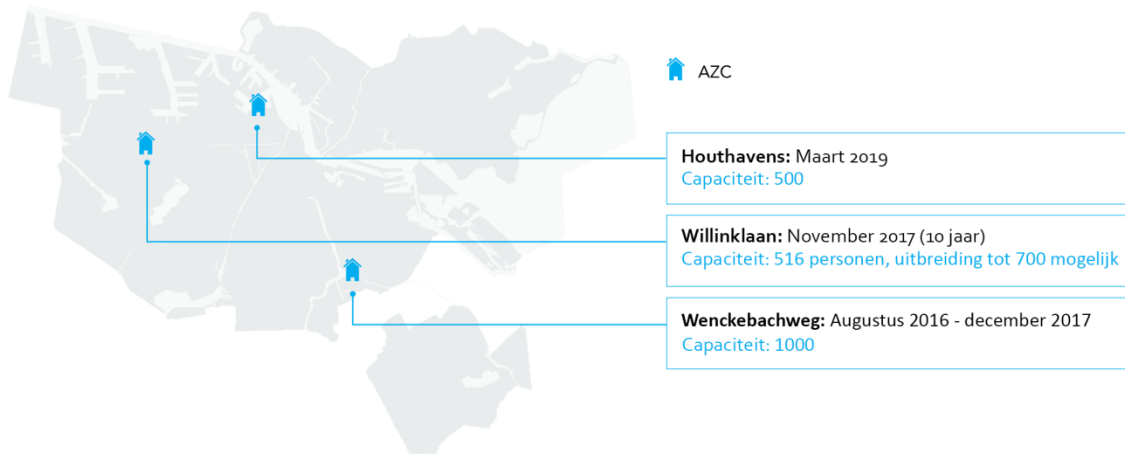 AZC
Houthavens: Maart 2019
Capaciteit: 500
Willinklaan: November 2017 (10 jaar)
Capaciteit: 516 personen, uitbreiding tot 700 mogelijk
Wenckebachweg: Augustus 2016 - december 2017
Capaciteit: 1000